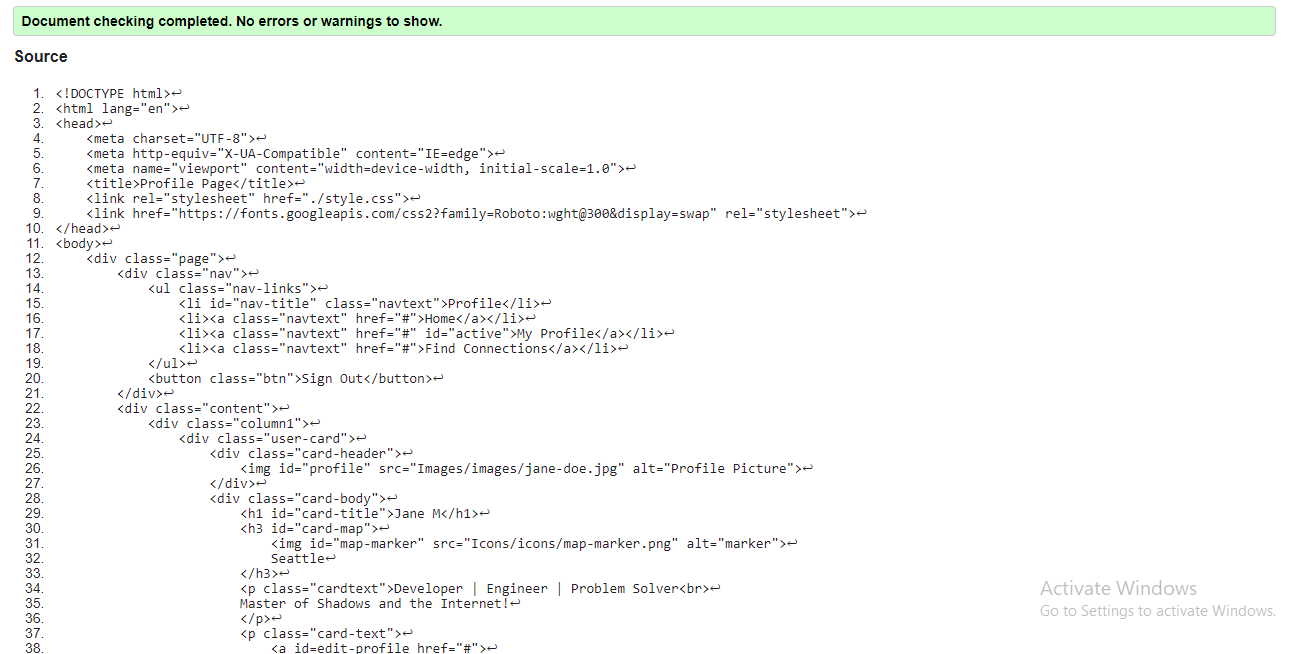 Document checking completed. No errors or warnings to show.
Source
1. <!DOCTYPE html>↩
2. <html lang="en">↩
3. <head>↩
4.     <meta charset="UTF-8">↩
5.     <meta http-equiv="X-UA-Compatible" content="IE=edge">↩
6.     <meta name="viewport" content="width=device-width, initial-scale=1.0">↩
7.     <title>Profile Page</title>↩
8.     <link rel="stylesheet" href="./style.css">↩
9.     <link href="https://fonts.googleapis.com/css2?family=Roboto:wght@300&display=swap" rel="stylesheet">↩
10. </head>↩
11. <body>↩
12.     <div class="page">↩
13.         <div class="nav">↩
14.             <ul class="nav-links">↩
15.                 <li id="nav-title" class="navtext">Profile</li>↩
16.                 <li><a class="navtext" href="#">Home</a></li>↩
17.                 <li><a class="navtext" href="#" id="active">My Profile</a></li>↩
18.                 <li><a class="navtext" href="#">Find Connections</a></li>↩
19.             </ul>↩
20.             <button class="btn">Sign Out</button>↩
21.         </div>↩
22.         <div class="content">↩
23.             <div class="column1">↩
24.                 <div class="user-card">↩
25.                     <div class="card-header">↩
26.                         <img id="profile" src="Images/images/jane-doe.jpg" alt="Profile Picture">↩
27.                     </div>↩
28.                     <div class="card-body">↩
29.                         <h1 id="card-title">Jane M</h1>↩
30.                         <h3 id="card-map">↩
31.                             <img id="map-marker" src="Icons/icons/map-marker.png" alt="marker">↩
32.                             Seattle↩
33.                         </h3>↩
34.                         <p class="cardtext">Developer | Engineer | Problem Solver<br>↩
35.                         Master of Shadows and the Internet!↩
36.                         </p>↩
37.                         <p class="card-text">↩
38.                             <a id=edit-profile href="#">↩
Activate Windows
Go to Settings to activate Windows.